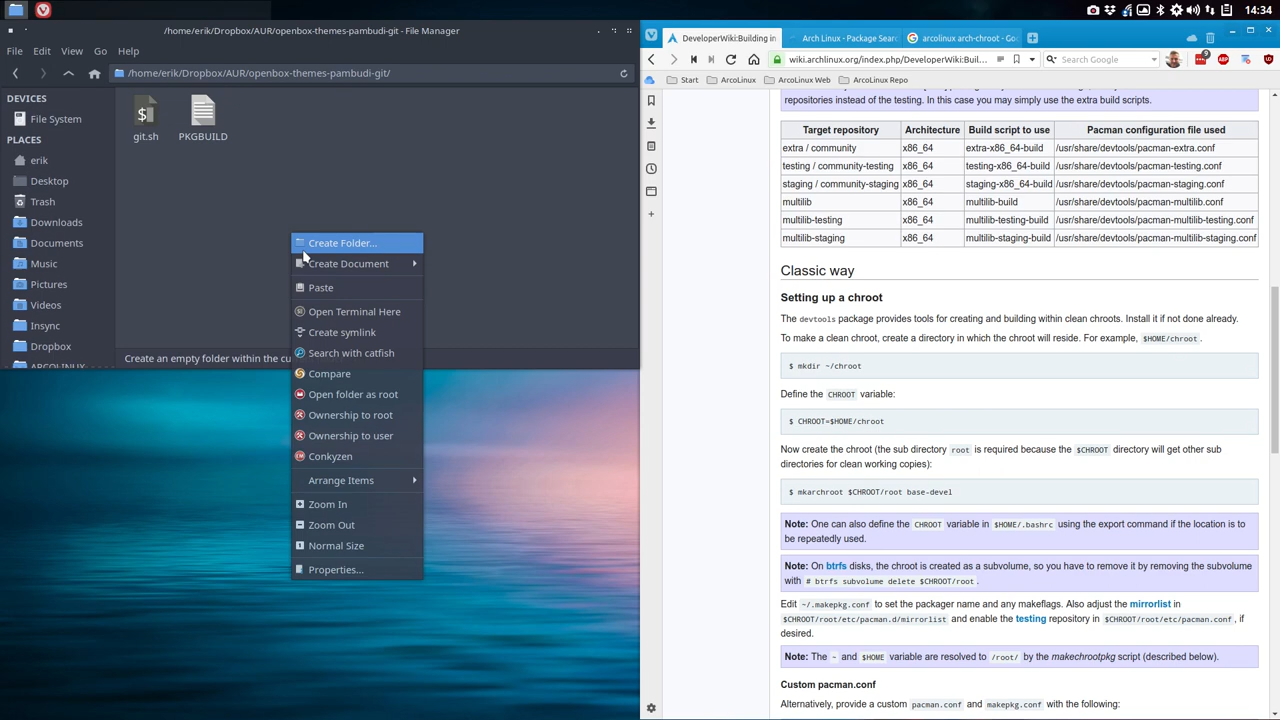 14:34
/home/erik/Dropbox/AUR/openbox-themes-pambudi-git - File Manager
File Edit View Go Help
/home/erik/Dropbox/AUR/openbox-themes-pambudi-git/
DEVICES
File System
PLACES
erik
Desktop
Trash
Downloads
Documents
Music
Pictures
Videos
Insync
Dropbox
ARCOLINUX
git.sh
PKGBUILD
Create an empty folder within the cu
Create Folder...
Create Document
Paste
Open Terminal Here
Create symlink
Search with catfish
Compare
Open folder as root
Ownership to root
Ownership to user
Conkyzen
Arrange Items
Zoom In
Zoom Out
Normal Size
Properties...
DeveloperWiki:Building in
Arch Linux - Package Searc
arcolinux arch-chroot - Go
wiki.archlinux.org/index.php/DeveloperWiki:Buil...
Search Google
Start
ArcoLinux
ArcoLinux Web
ArcoLinux Repo
repositories instead of the testing. In this case you may simply use the extra build scripts.
Target repository Architecture Build script to use Pacman configuration file used
extra / community x86_64 extra-x86_64-build /usr/share/devtools/pacman-extra.conf
testing / community-testing x86_64 testing-x86_64-build /usr/share/devtools/pacman-testing.conf
staging / community-staging x86_64 staging-x86_64-build /usr/share/devtools/pacman-staging.conf
multilib x86_64 multilib-build /usr/share/devtools/pacman-multilib.conf
multilib-testing x86_64 multilib-testing-build /usr/share/devtools/pacman-multilib-testing.conf
multilib-staging x86_64 multilib-staging-build /usr/share/devtools/pacman-multilib-staging.conf
Classic way
Setting up a chroot
The devtools package provides tools for creating and building within clean chroots. Install it if not done already.
To make a clean chroot, create a directory in which the chroot will reside. For example, $HOME/chroot.
$ mkdir ~/chroot
Define the CHROOT variable:
$ CHROOT=$HOME/chroot
Now create the chroot (the sub directory root is required because the $CHROOT directory will get other sub
directories for clean working copies):
$ mkarchroot $CHROOT/root base-devel
Note: One can also define the CHROOT variable in $HOME/.bashrc using the export command if the location is to
be repeatedly used.
Note: On btrfs disks, the chroot is created as a subvolume, so you have to remove it by removing the subvolume
with # btrfs subvolume delete $CHROOT/root.
Edit ~/.makepkg.conf to set the packager name and any makeflags. Also adjust the mirrorlist in
$CHROOT/root/etc/pacman.d/mirrorlist and enable the testing repository in $CHROOT/root/etc/pacman.conf, if
desired.
Note: The ~ and $HOME variable are resolved to /root/ by the makechrootpkg script (described below).
Custom pacman.conf
Alternatively, provide a custom pacman.conf and makepkg.conf with the following: